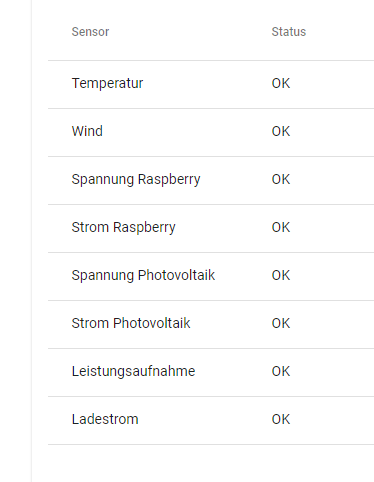 Sensor Status
Temperatur OK
Wind OK
Spannung Raspberry OK
Strom Raspberry OK
Spannung Photovoltaik OK
Strom Photovoltaik OK
Leistungsaufnahme OK
Ladestrom OK